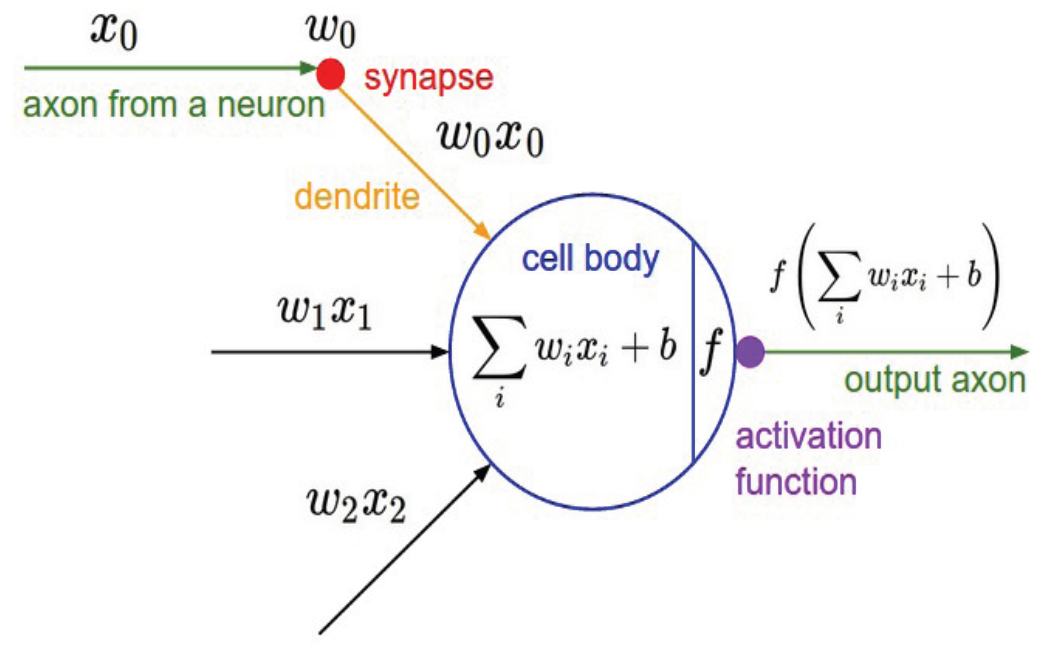 x₀
w₀
axon from a neuron
synapse
w₀x₀
dendrite
w₁x₁
w₂x₂
cell body
∑ᵢ wᵢxᵢ + b
f
f(∑ᵢ wᵢxᵢ + b)
output axon
activation
function